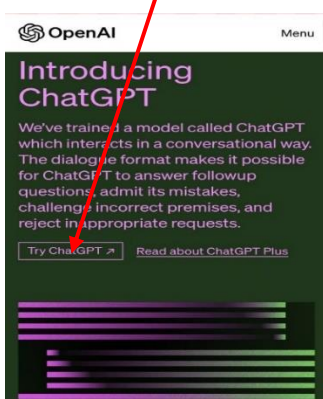 OpenAI Menu
Introducing
ChatGPT
We've trained a model called ChatGPT
which interacts in a conversational way.
The dialogue format makes it possible
for ChatGPT to answer followup
questions, admit its mistakes,
challenge incorrect premises, and
reject inappropriate requests.
Try ChatGPT ↗ Read about ChatGPT Plus